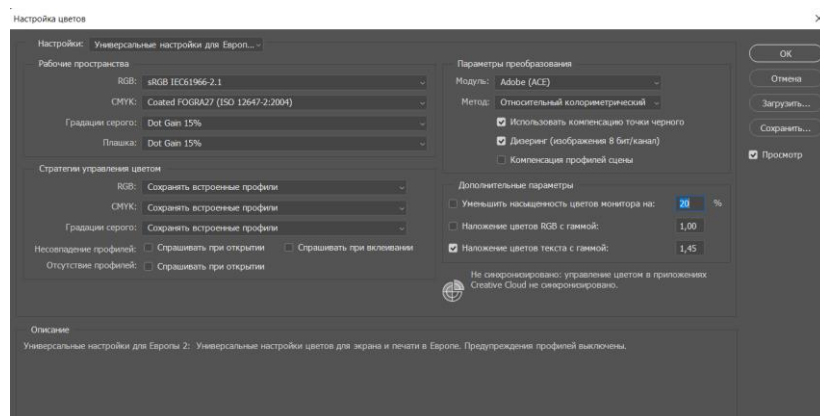 Настройка цветов
Настройки: Универсальные настройки для Европ...
Рабочие пространства
RGB: sRGB IEC61966-2.1
CMYK: Coated FOGRA27 (ISO 12647-2:2004)
Градации серого: Dot Gain 15%
Плашка: Dot Gain 15%
Стратегии управления цветом
RGB: Сохранять встроенные профили
CMYK: Сохранять встроенные профили
Градации серого: Сохранять встроенные профили
Несовпадение профилей: Спрашивать при открытии Спрашивать при вклеивании
Отсутствие профилей: Спрашивать при открытии
Параметры преобразования
Модуль: Adobe (ACE)
Метод: Относительный колориметрический
Использовать компенсацию точки черного
Дизеринг (изображения 8 бит/канал)
Компенсация профилей сцены
Дополнительные параметры
Уменьшить насыщенность цветов монитора на: 20 %
Наложение цветов RGB с гаммой: 1,00
Наложение цветов текста с гаммой: 1,45
Не синхронизировано: управление цветом в приложениях
Creative Cloud не синхронизировано.
OK
Отмена
Загрузить...
Сохранить...
Просмотр
Описание
Универсальные настройки для Европы 2: Универсальные настройки цветов для экрана и печати в Европе. Предупреждения профилей выключены.